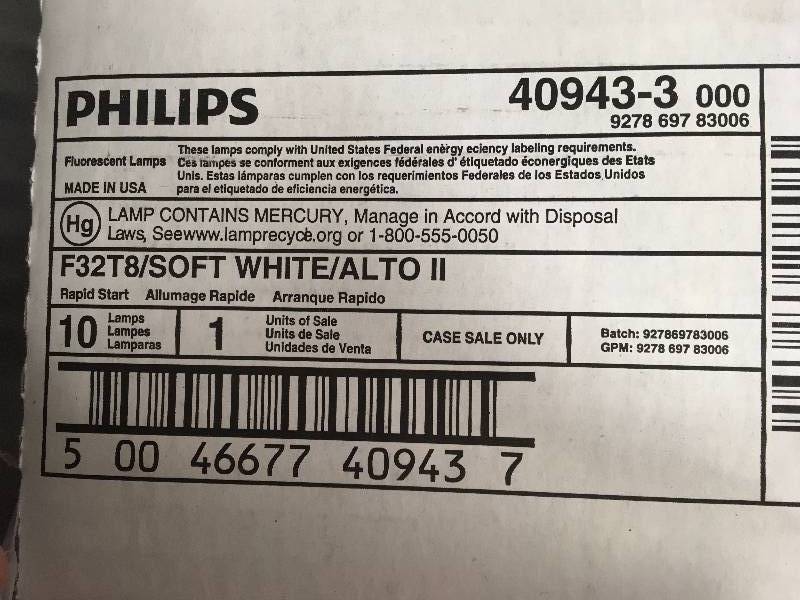 PHILIPS
40943-3 000
9278 697 83006
Fluorescent Lamps
MADE IN USA
These lamps comply with United States Federal enèrgy eciency labeling requirements.
Ces lampes se conforment aux exigences fédérales d' étiquetado éconergiques des Etats
Unis. Estas lámparas cumplen con los requerimientos Federales de los Estados Unidos
para el etiquetado de eficiencia energética.
Hg
LAMP CONTAINS MERCURY, Manage in Accord with Disposal
Laws, Seewww.lamprecycle.org or 1-800-555-0050
F32T8/SOFT WHITE/ALTO II
Rapid Start Allumage Rapide Arranque Rapido
10 Lamps
Lampes
Lamparas
1 Units of Sale
Units de Sale
Unidades de Venta
CASE SALE ONLY
Batch: 927869783006
GPM: 9278 697 83006
5 00 46677 40943 7